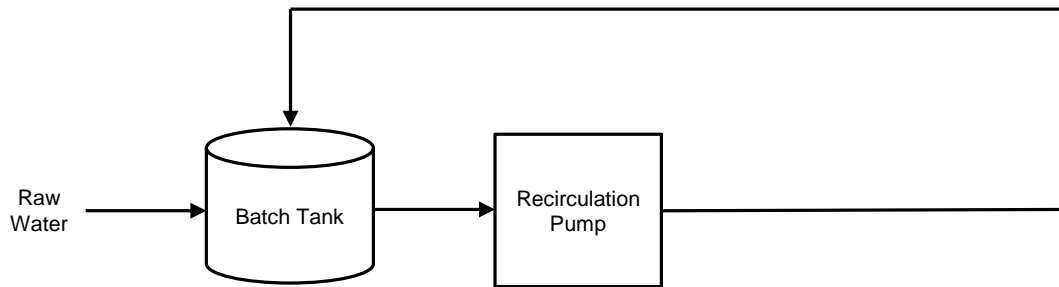 Raw
Water
Batch Tank
Recirculation
Pump